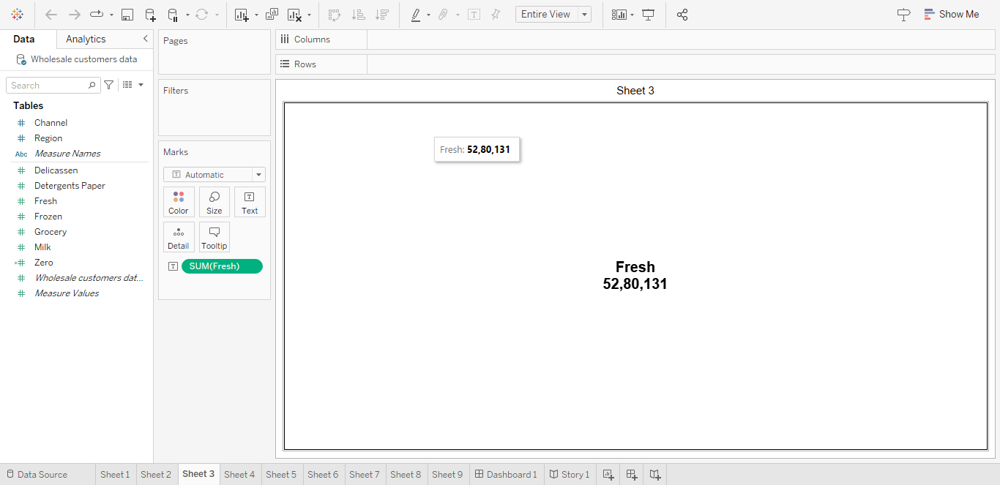 Entire View
Show Me
Data
Analytics
Wholesale customers data
Search
Tables
Channel
Region
Abc Measure Names
Delicassen
Detergents Paper
Fresh
Frozen
Grocery
Milk
Zero
Wholesale customers dat...
Measure Values
Pages
Filters
Marks
T Automatic
Color Size Text
Detail Tooltip
T SUM(Fresh)
Columns
Rows
Sheet 3
Fresh: 52,80,131
Fresh
52,80,131
Data Source Sheet 1 Sheet 2 Sheet 3 Sheet 4 Sheet 5 Sheet 6 Sheet 7 Sheet 8 Sheet 9 Dashboard 1 Story 1